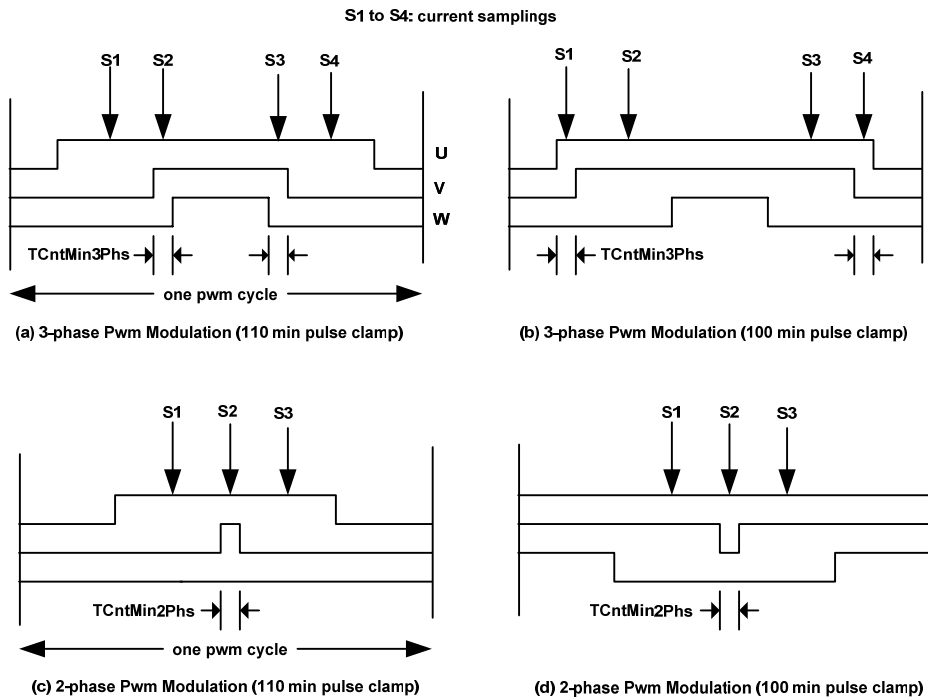 S1 to S4: current samplings
S1 S2 S3 S4
U
V
W
TCntMin3Phs
one pwm cycle
(a) 3-phase Pwm Modulation (110 min pulse clamp)
S1 S2 S3 S4
TCntMin3Phs
(b) 3-phase Pwm Modulation (100 min pulse clamp)
S1 S2 S3
TCntMin2Phs
one pwm cycle
(c) 2-phase Pwm Modulation (110 min pulse clamp)
S1 S2 S3
TCntMin2Phs
(d) 2-phase Pwm Modulation (100 min pulse clamp)